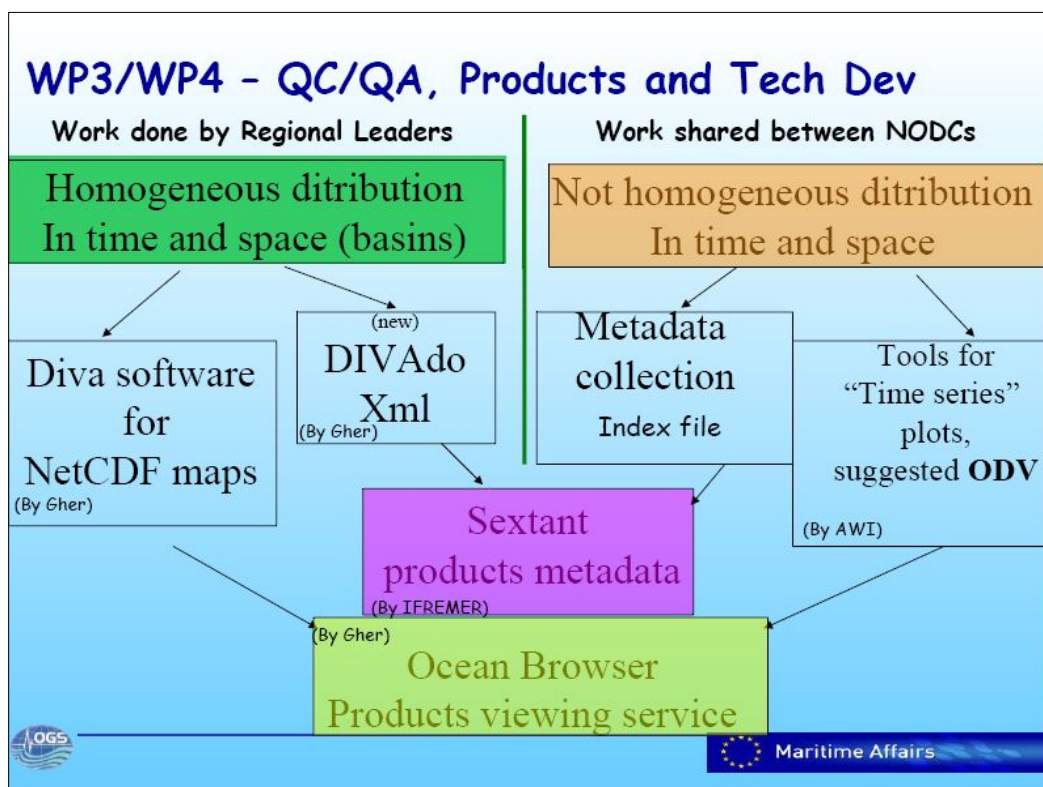 WP3/WP4 – QC/QA, Products and Tech Dev
Work done by Regional Leaders
Work shared between NODCs
Homogeneous ditribution
In time and space (basins)
Not homogeneous ditribution
In time and space
Diva software
for
NetCDF maps
(By Gher)
(new)
DIVAdo
Xml
(By Gher)
Metadata
collection
Index file
Tools for
“Time series”
plots,
suggested ODV
(By AWI)
Sextant
products metadata
(By IFREMER)
(By Gher)
Ocean Browser
Products viewing service
OGS
Maritime Affairs